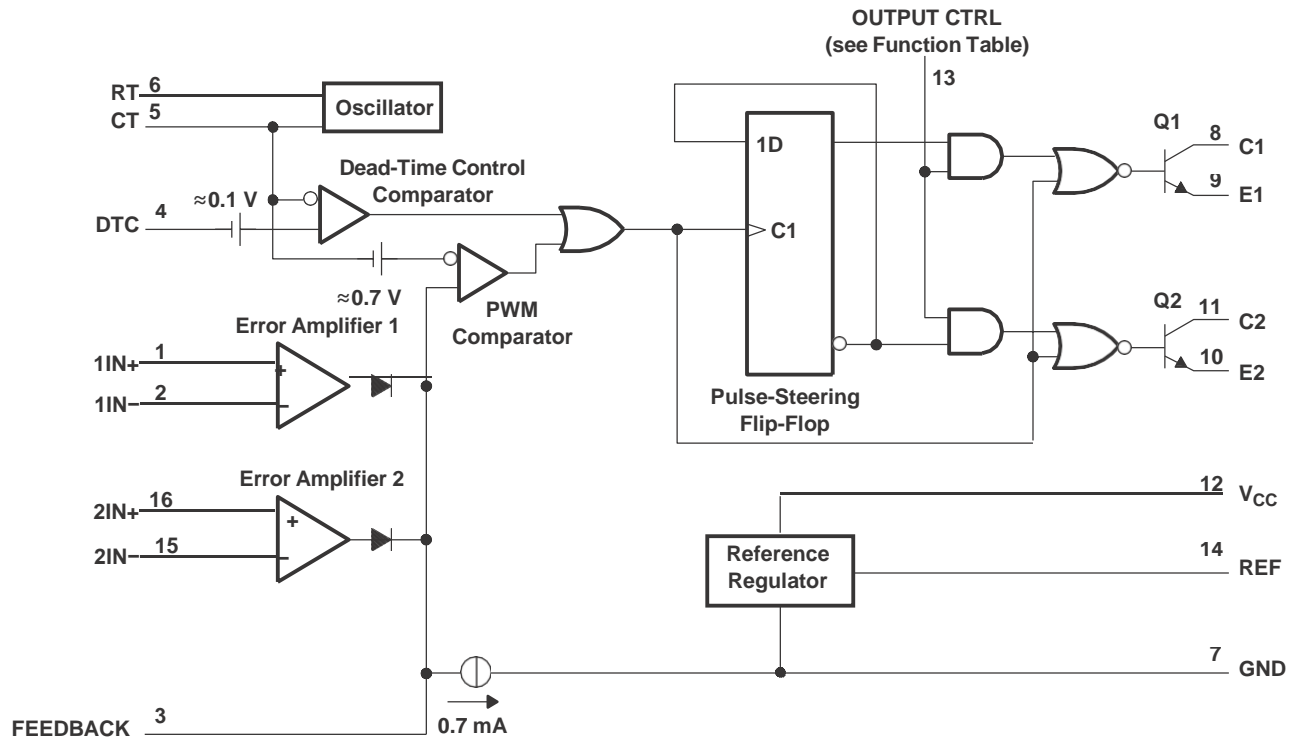 OUTPUT CTRL
(see Function Table)
13
RT 6
CT 5
Oscillator
Dead-Time Control
Comparator
≈0.1 V
DTC 4
≈0.7 V
PWM
Comparator
1D
C1
Pulse-Steering
Flip-Flop
Q1
8 C1
9 E1
Q2
11 C2
10 E2
Error Amplifier 1
1IN+ 1
1IN− 2
+
−
Error Amplifier 2
2IN+ 16
2IN− 15
+
−
12 VCC
Reference
Regulator
14 REF
7 GND
0.7 mA
FEEDBACK 3